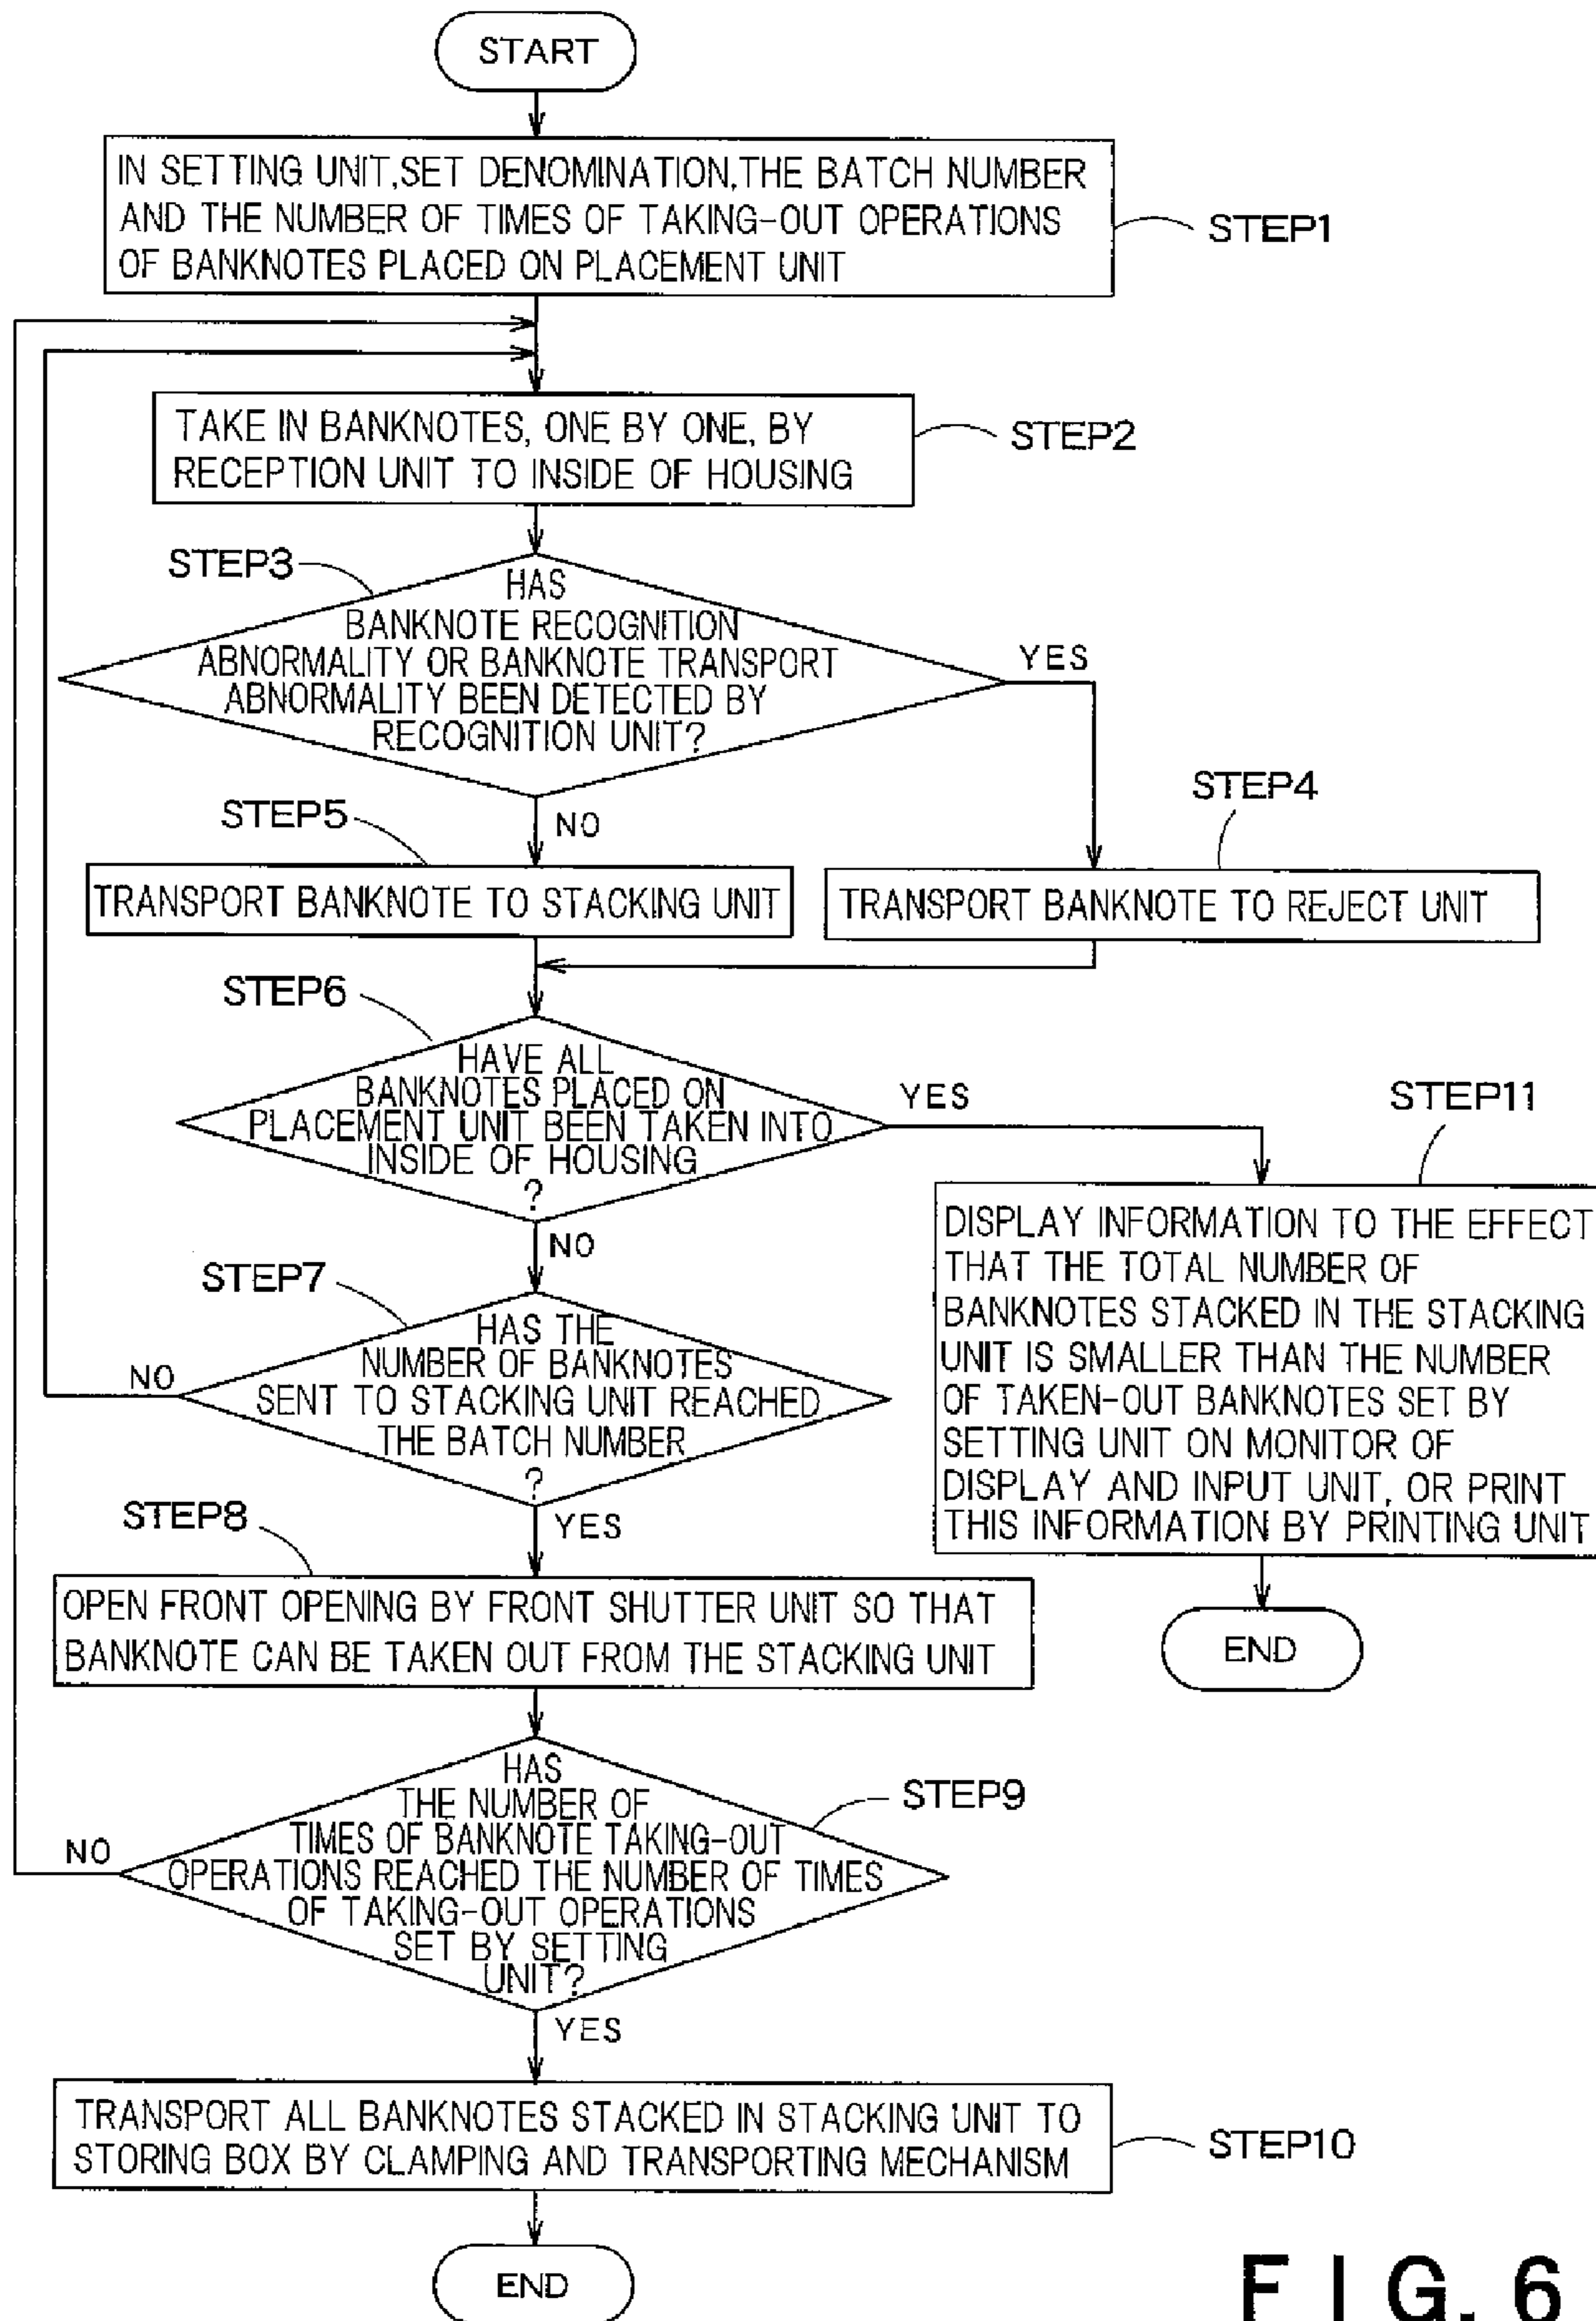 START
IN SETTING UNIT,SET DENOMINATION,THE BATCH NUMBER
AND THE NUMBER OF TIMES OF TAKING-OUT OPERATIONS
OF BANKNOTES PLACED ON PLACEMENT UNIT
STEP1
TAKE IN BANKNOTES, ONE BY ONE, BY
RECEPTION UNIT TO INSIDE OF HOUSING
STEP2
STEP3
HAS
BANKNOTE RECOGNITION
ABNORMALITY OR BANKNOTE TRANSPORT
ABNORMALITY BEEN DETECTED BY
RECOGNITION UNIT?
YES
NO
STEP4
TRANSPORT BANKNOTE TO REJECT UNIT
STEP5
TRANSPORT BANKNOTE TO STACKING UNIT
STEP6
HAVE ALL
BANKNOTES PLACED ON
PLACEMENT UNIT BEEN TAKEN INTO
INSIDE OF HOUSING
?
YES
NO
STEP11
DISPLAY INFORMATION TO THE EFFECT
THAT THE TOTAL NUMBER OF
BANKNOTES STACKED IN THE STACKING
UNIT IS SMALLER THAN THE NUMBER
OF TAKEN-OUT BANKNOTES SET BY
SETTING UNIT ON MONITOR OF
DISPLAY AND INPUT UNIT, OR PRINT
THIS INFORMATION BY PRINTING UNIT
END
STEP7
HAS THE
NUMBER OF BANKNOTES
SENT TO STACKING UNIT REACHED
THE BATCH NUMBER
?
NO
YES
STEP8
OPEN FRONT OPENING BY FRONT SHUTTER UNIT SO THAT
BANKNOTE CAN BE TAKEN OUT FROM THE STACKING UNIT
STEP9
HAS
THE NUMBER OF
TIMES OF BANKNOTE TAKING-OUT
OPERATIONS REACHED THE NUMBER OF TIMES
OF TAKING-OUT OPERATIONS
SET BY SETTING
UNIT?
NO
YES
TRANSPORT ALL BANKNOTES STACKED IN STACKING UNIT TO
STORING BOX BY CLAMPING AND TRANSPORTING MECHANISM
STEP10
END
FIG. 6